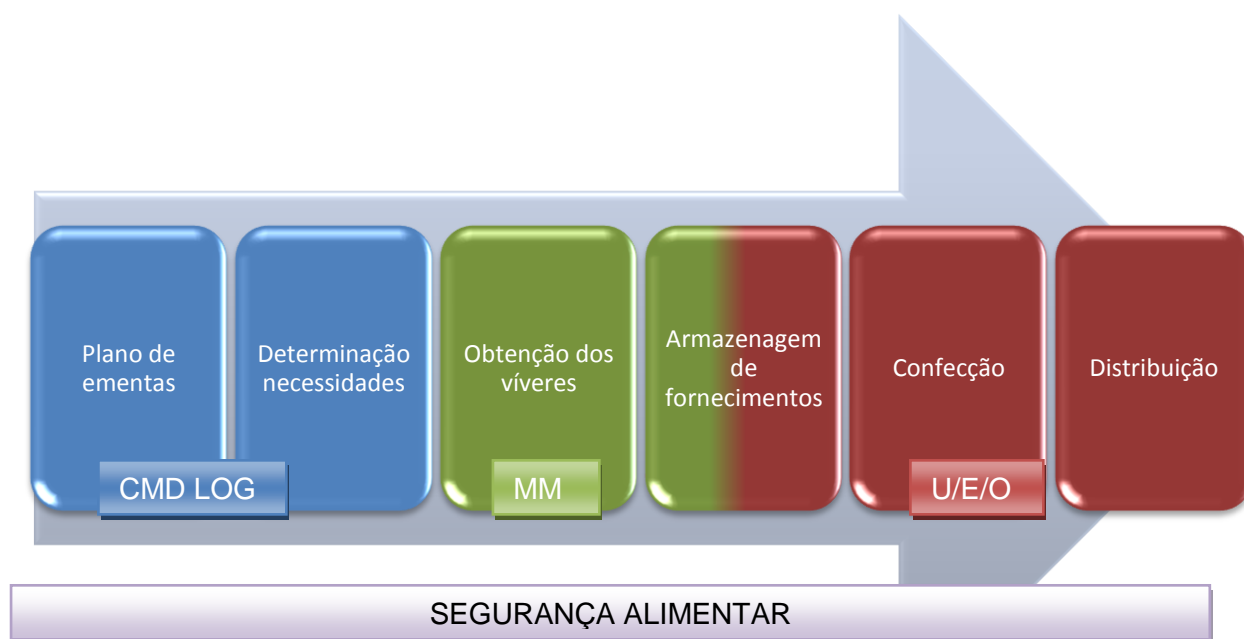 Plano de
ementas
Determinação
necessidades
Obtenção dos
víveres
Armazenagem
de
fornecimentos
Confecção
Distribuição
CMD LOG
MM
U/E/O
SEGURANÇA ALIMENTAR